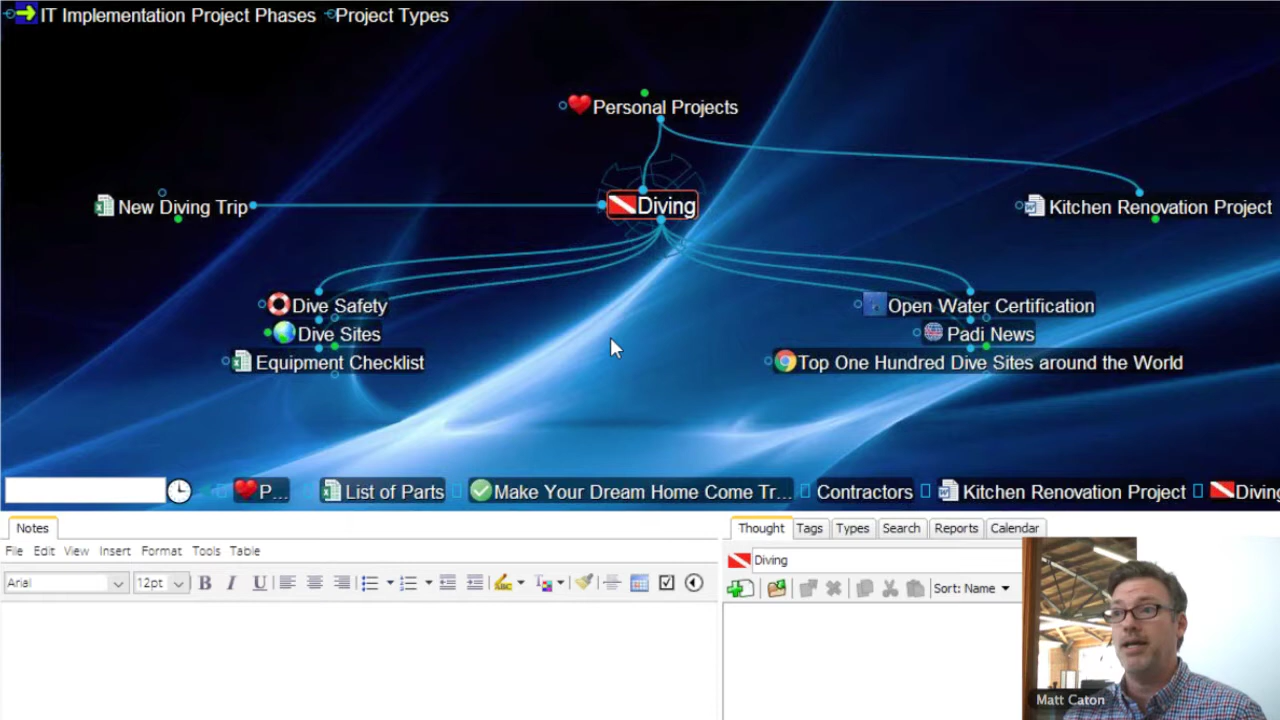 IT Implementation Project Phases Project Types
Personal Projects
New Diving Trip Diving Kitchen Renovation Project
Dive Safety Open Water Certification
Dive Sites Padi News
Equipment Checklist Top One Hundred Dive Sites around the World
P... List of Parts Make Your Dream Home Come Tr... Contractors Kitchen Renovation Project Diving
Notes Thought Tags Types Search Reports Calendar
File Edit View Insert Format Tools Table Diving
Arial 12pt B I U Sort: Name
Matt Caton